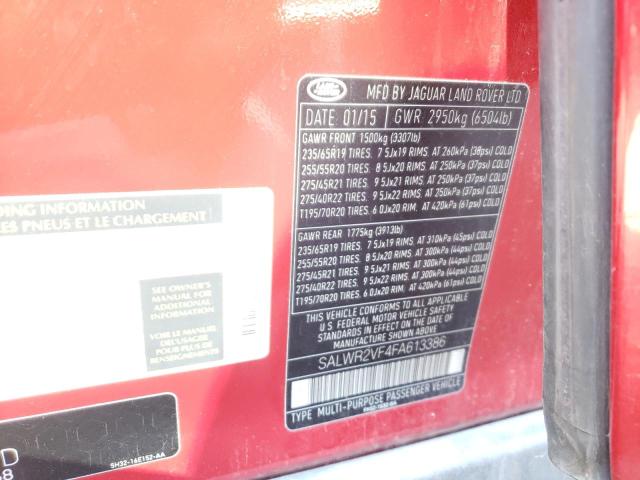 LAND ROVER
MFD BY JAGUAR LAND ROVER LTD
DATE 01/15 GWR 2950kg (6504lb)
GAWR FRONT 1500kg (3307lb)
235/65R19 TIRES. 7 5Jx19 RIMS. AT 260kPa (38psi) COLD
255/55R20 TIRES. 8 5Jx20 RIMS. AT 250kPa (37psi) COLD
275/45R21 TIRES. 9 5Jx21 RIMS. AT 250kPa (37psi) COLD
275/40R22 TIRES. 9 5Jx22 RIMS. AT 250kPa (37psi) COLD
T195/70R20 TIRES. 6 0Jx20 RIM. AT 420kPa (61psi) COLD
GAWR REAR 1775kg (3913lb)
235/65R19 TIRES. 7 5Jx19 RIMS. AT 310kPa (45psi) COLD
255/55R20 TIRES. 8 5Jx20 RIMS. AT 300kPa (44psi) COLD
275/45R21 TIRES. 9 5Jx21 RIMS. AT 300kPa (44psi) COLD
275/40R22 TIRES. 9 5Jx22 RIMS. AT 300kPa (44psi) COLD
T195/70R20 TIRES. 6 0Jx20 RIM. AT 420kPa (61psi) COLD
THIS VEHICLE CONFORMS TO ALL APPLICABLE
U.S. FEDERAL MOTOR VEHICLE SAFETY
STANDARDS IN EFFECT ON THE DATE OF
MANUFACTURE SHOWN ABOVE.
SALWR2VF4FA613386
TYPE MULTI-PURPOSE PASSENGER VEHICLE
INFORMATION
LES PNEUS ET LE CHARGEMENT
SEE OWNER'S
MANUAL FOR
ADDITIONAL
INFORMATION
VOIR LE MANUEL
DE L'USAGER
POUR PLUS DE
RENSEIGNEMENTS
D
8
5H32-16E152-AA